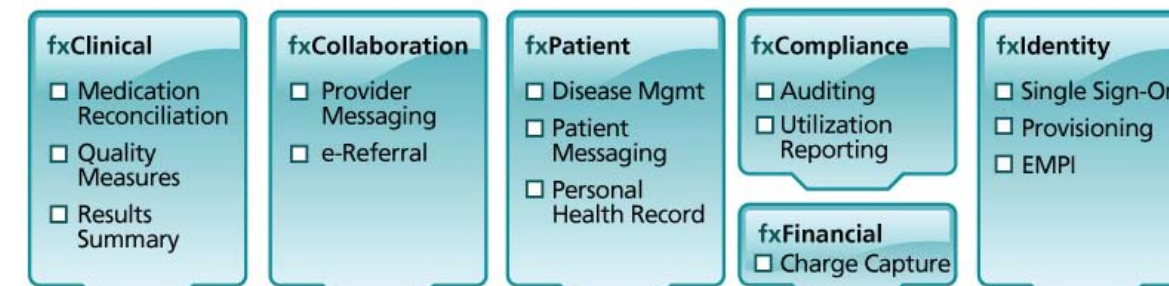 fxClinical
Medication
Reconciliation
Quality
Measures
Results
Summary
fxCollaboration
Provider
Messaging
e-Referral
fxPatient
Disease Mgmt
Patient
Messaging
Personal
Health Record
fxCompliance
Auditing
Utilization
Reporting
fxFinancial
Charge Capture
fxIdentity
Single Sign-On
Provisioning
EMPI